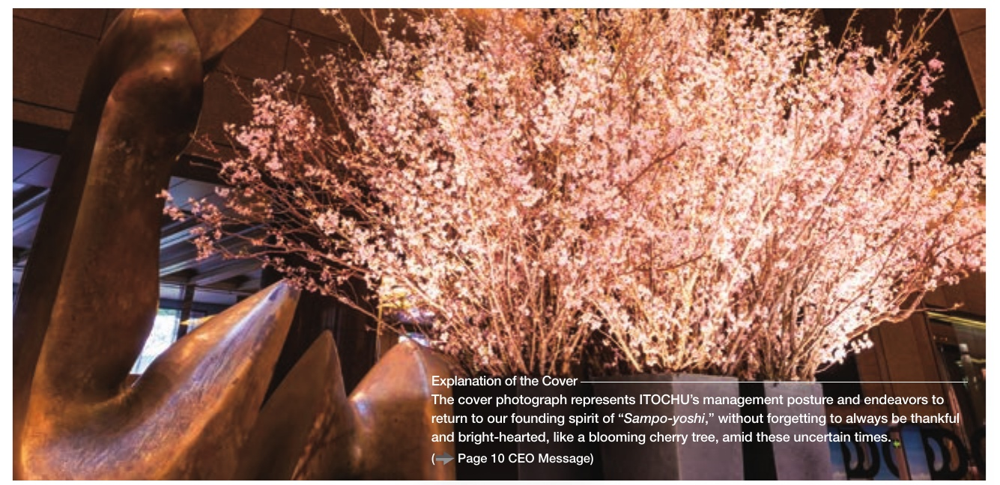 Explanation of the Cover
The cover photograph represents ITOCHU's management posture and endeavors to
return to our founding spirit of “Sampo-yoshi,” without forgetting to always be thankful
and bright-hearted, like a blooming cherry tree, amid these uncertain times.
(➡ Page 10 CEO Message)